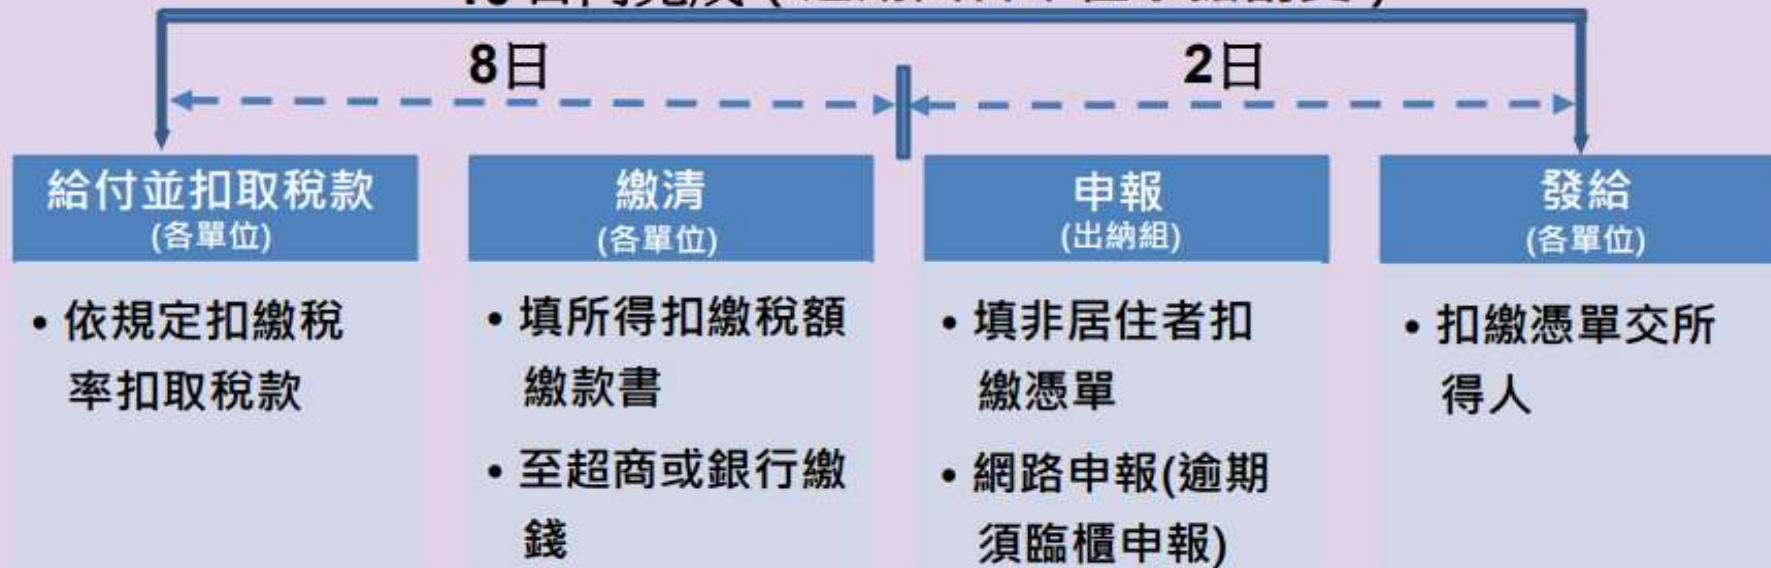 8日
2日
給付並扣取稅款
(各單位)
繳清
(各單位)
申報
(出納組)
發給
(各單位)
• 依規定扣繳稅
率扣取稅款
• 填所得扣繳稅額
繳款書
• 至超商或銀行繳
錢
• 填非居住者扣
繳憑單
• 網路申報(逾期
須臨櫃申報)
• 扣繳憑單交所
得人